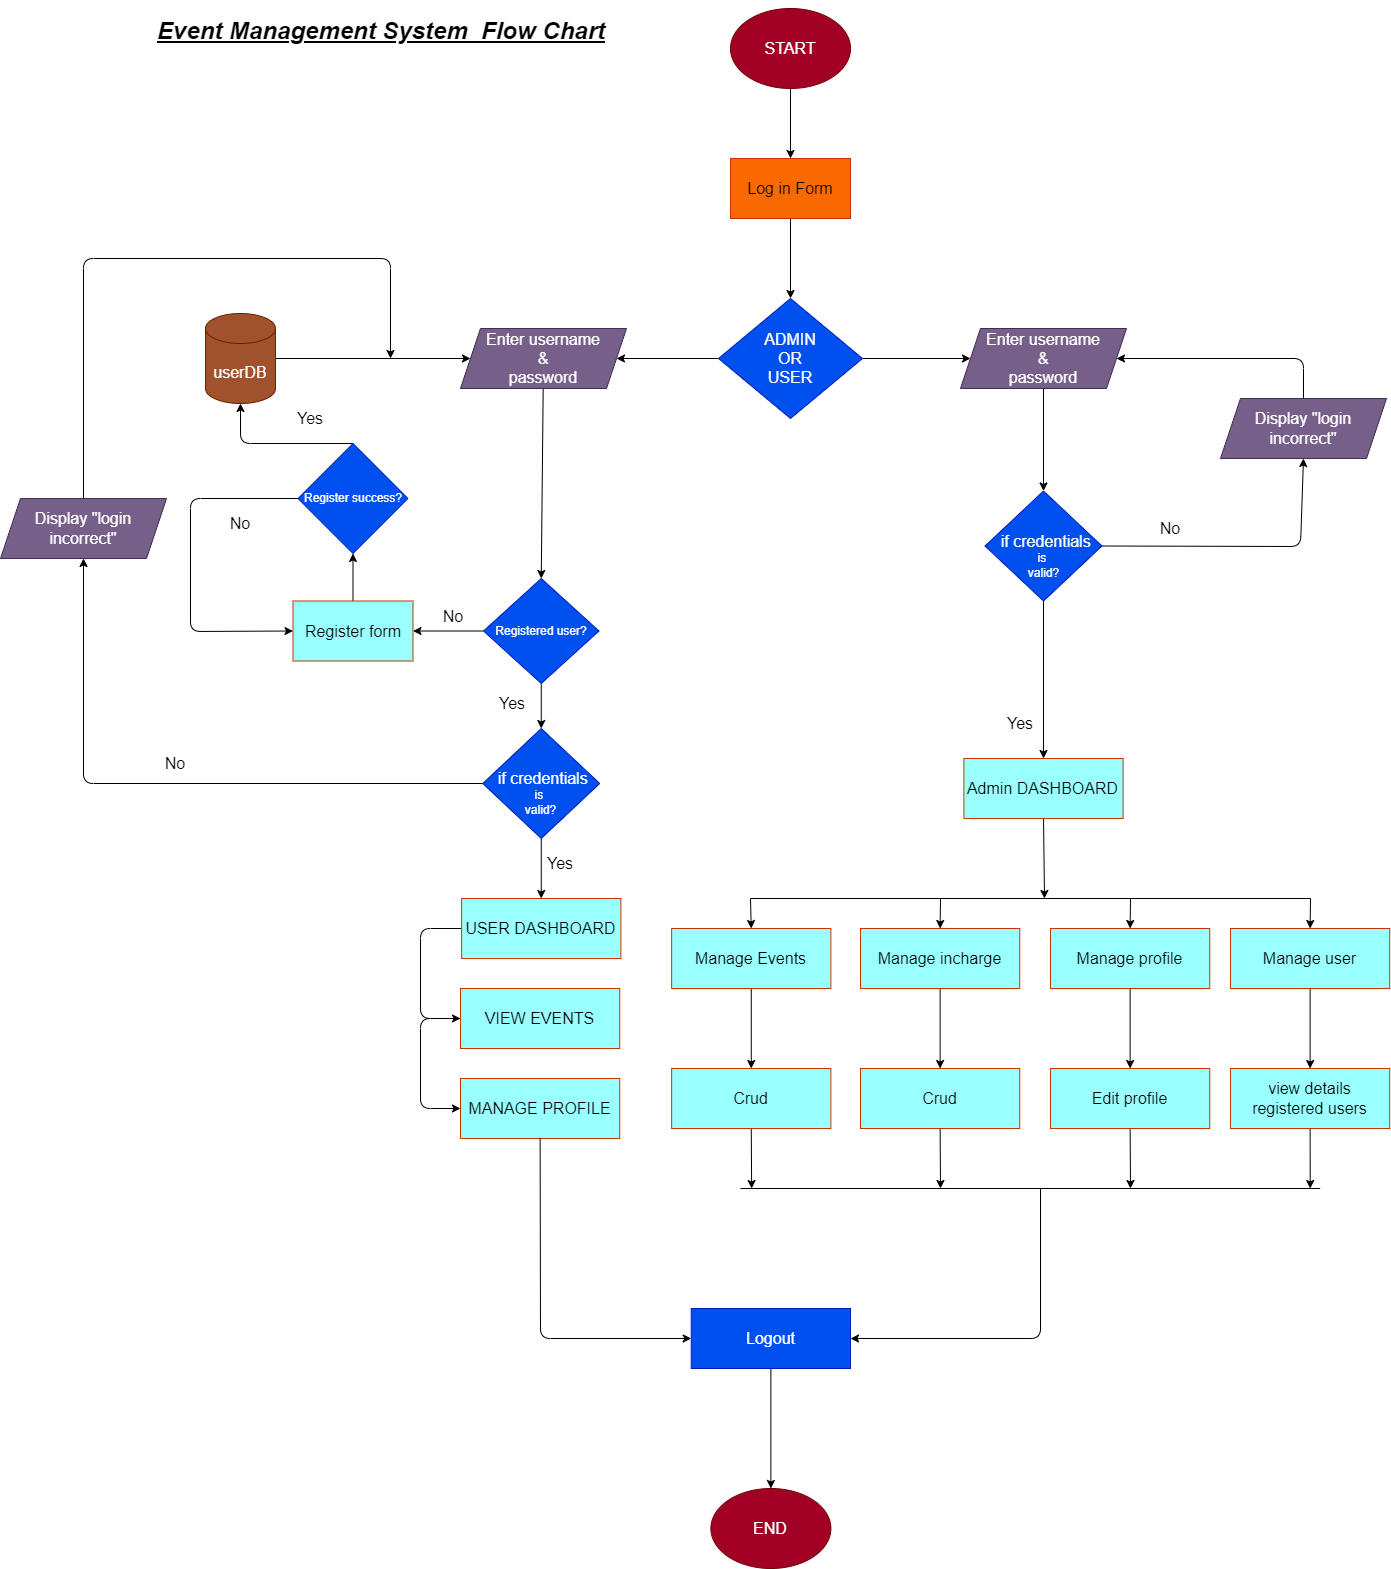 Event Management System  Flow Chart
START
Log in Form
ADMIN
OR
USER
userDB
Enter username
&
password
Enter username
&
password
Display "login
incorrect"
Yes
Register success?
No
Display "login
incorrect"
No
if credentials
is
valid?
No
Register form
Registered user?
Yes
Yes
No
if credentials
is
valid?
Admin DASHBOARD
Yes
USER DASHBOARD
Manage Events
Manage incharge
Manage profile
Manage user
VIEW EVENTS
MANAGE PROFILE
Crud
Crud
Edit profile
view details
registered users
Logout
END